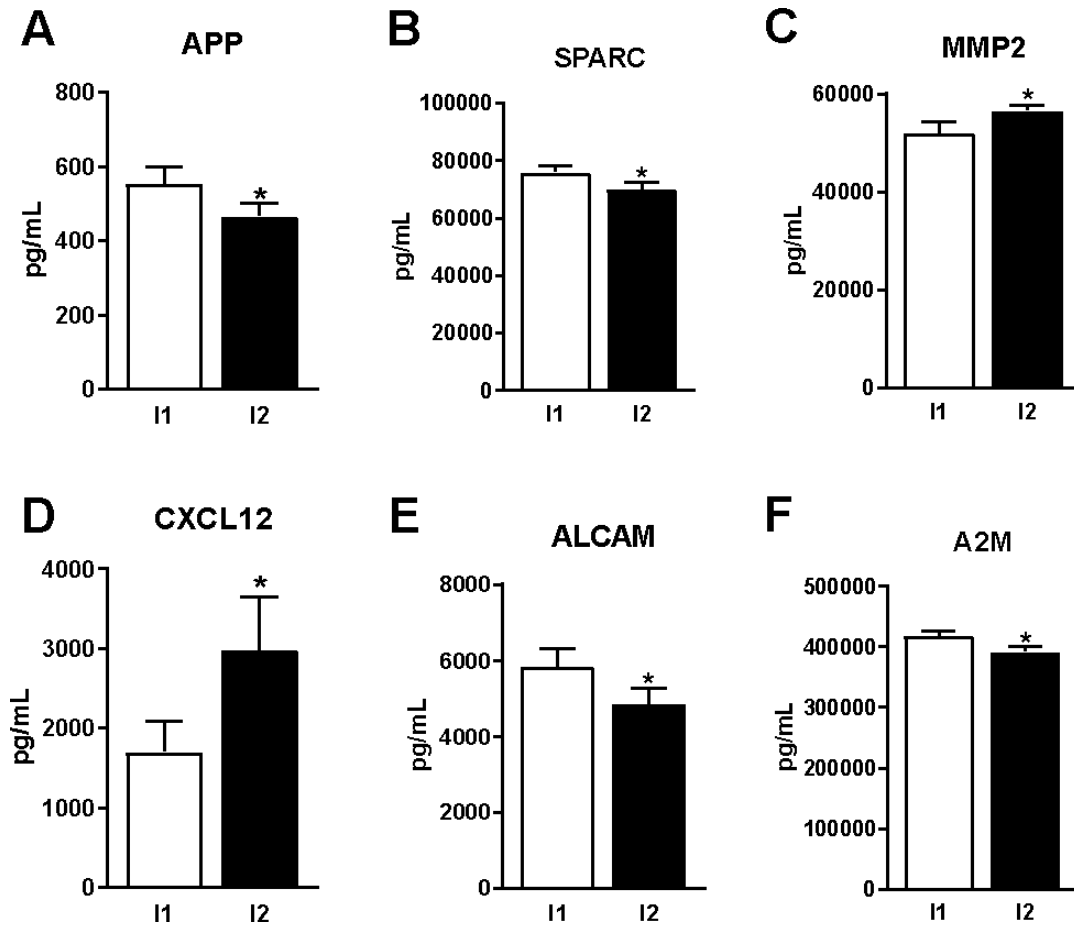 A
APP
800
600
400
200
0
pg/mL
*
I1 I2
B
SPARC
100000
80000
60000
40000
20000
0
pg/mL
*
I1 I2
C
MMP2
60000
40000
20000
0
pg/mL
*
I1 I2
D
CXCL12
4000
3000
2000
1000
0
pg/mL
*
I1 I2
E
ALCAM
8000
6000
4000
2000
0
pg/mL
*
I1 I2
F
A2M
500000
400000
300000
200000
100000
0
pg/mL
*
I1 I2